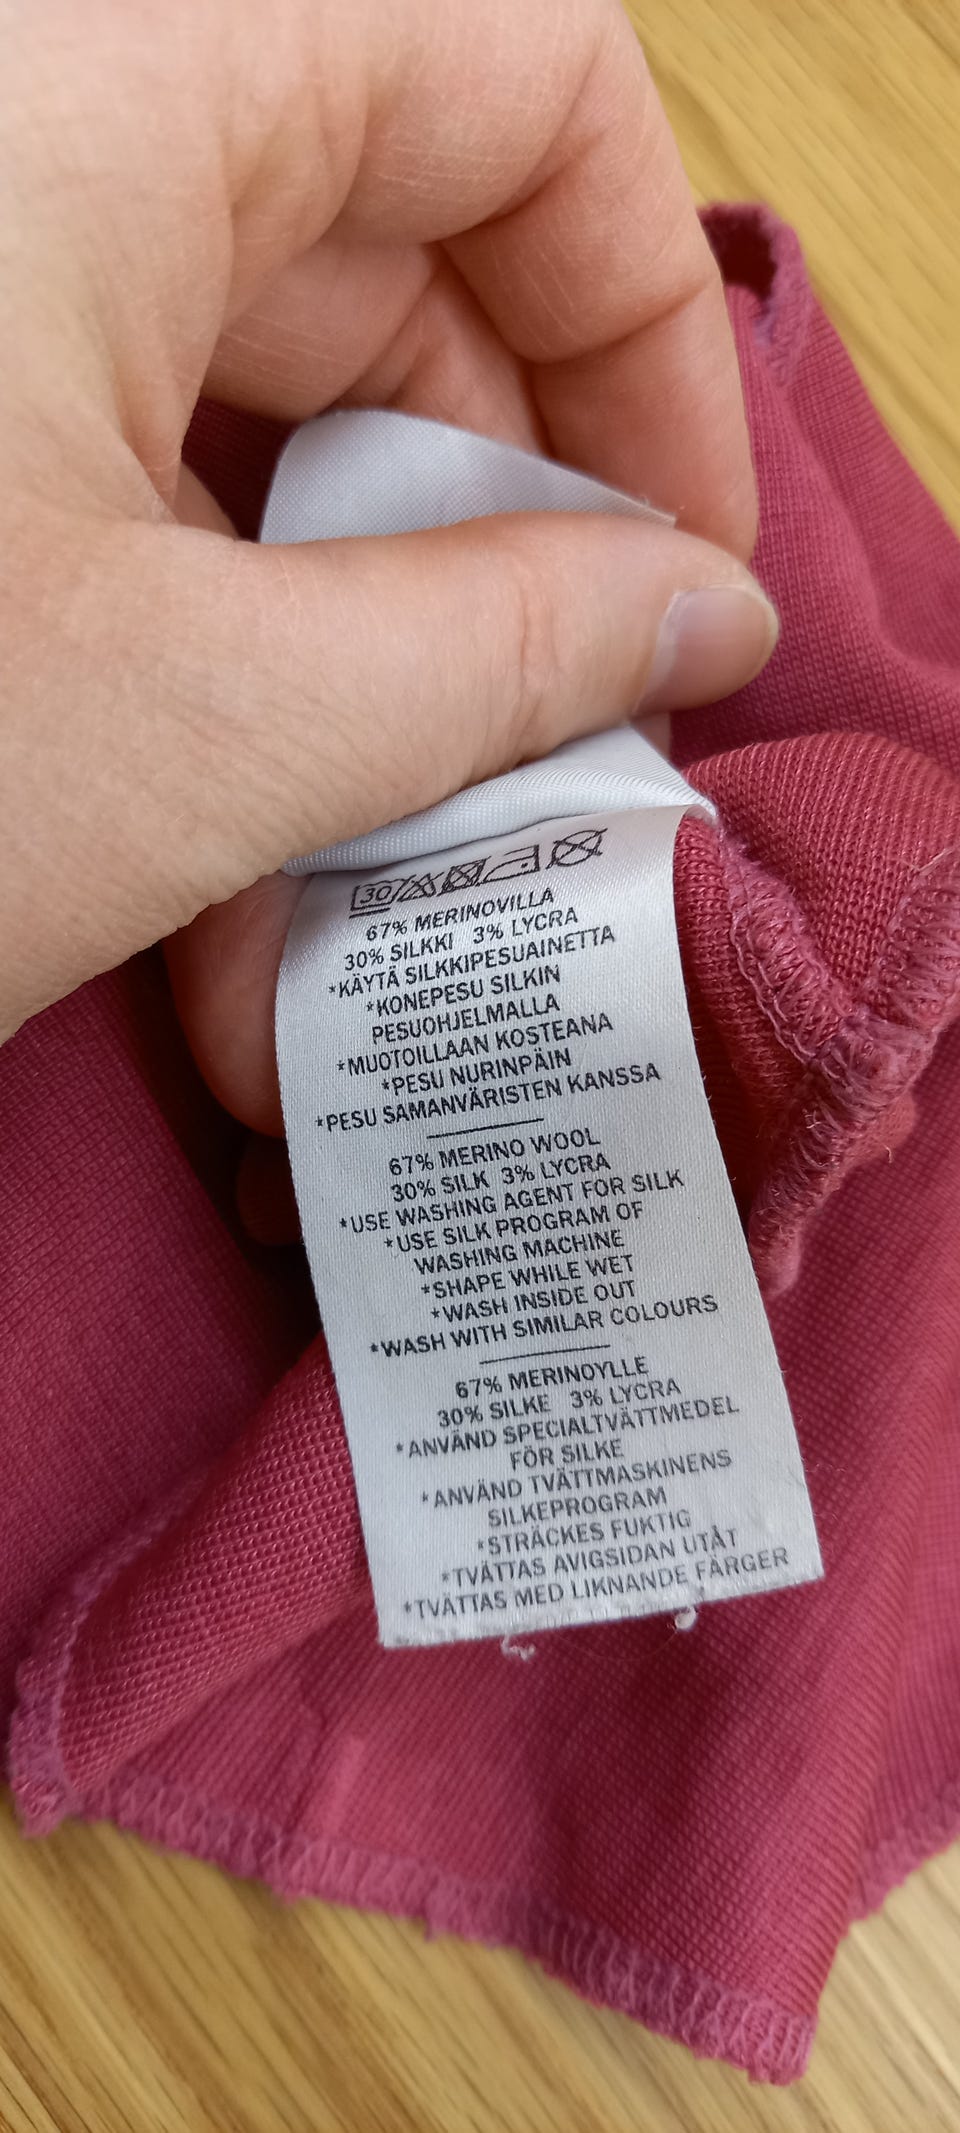 30
67% MERINOVILLA
30% SILKKI 3% LYCRA
*KÄYTÄ SILKKIPESUAINETTA
*KONEPESU SILKIN
PESUOHJELMALLA
*MUOTOILLAAN KOSTEANA
*PESU NURINPÄIN
*PESU SAMANVÄRISTEN KANSSA
67% MERINO WOOL
30% SILK 3% LYCRA
*USE WASHING AGENT FOR SILK
*USE SILK PROGRAM OF
WASHING MACHINE
*SHAPE WHILE WET
*WASH INSIDE OUT
*WASH WITH SIMILAR COLOURS
67% MERINOYLLE
30% SILKE 3% LYCRA
*ANVÄND SPECIALTVÄTTMEDEL
FÖR SILKE
*ANVÄND TVÄTTMASKINENS
SILKEPROGRAM
*STRÄCKES FUKTIG
*TVÄTTAS AVIGSIDAN UTÅT
*TVÄTTAS MED LIKNANDE FÄRGER